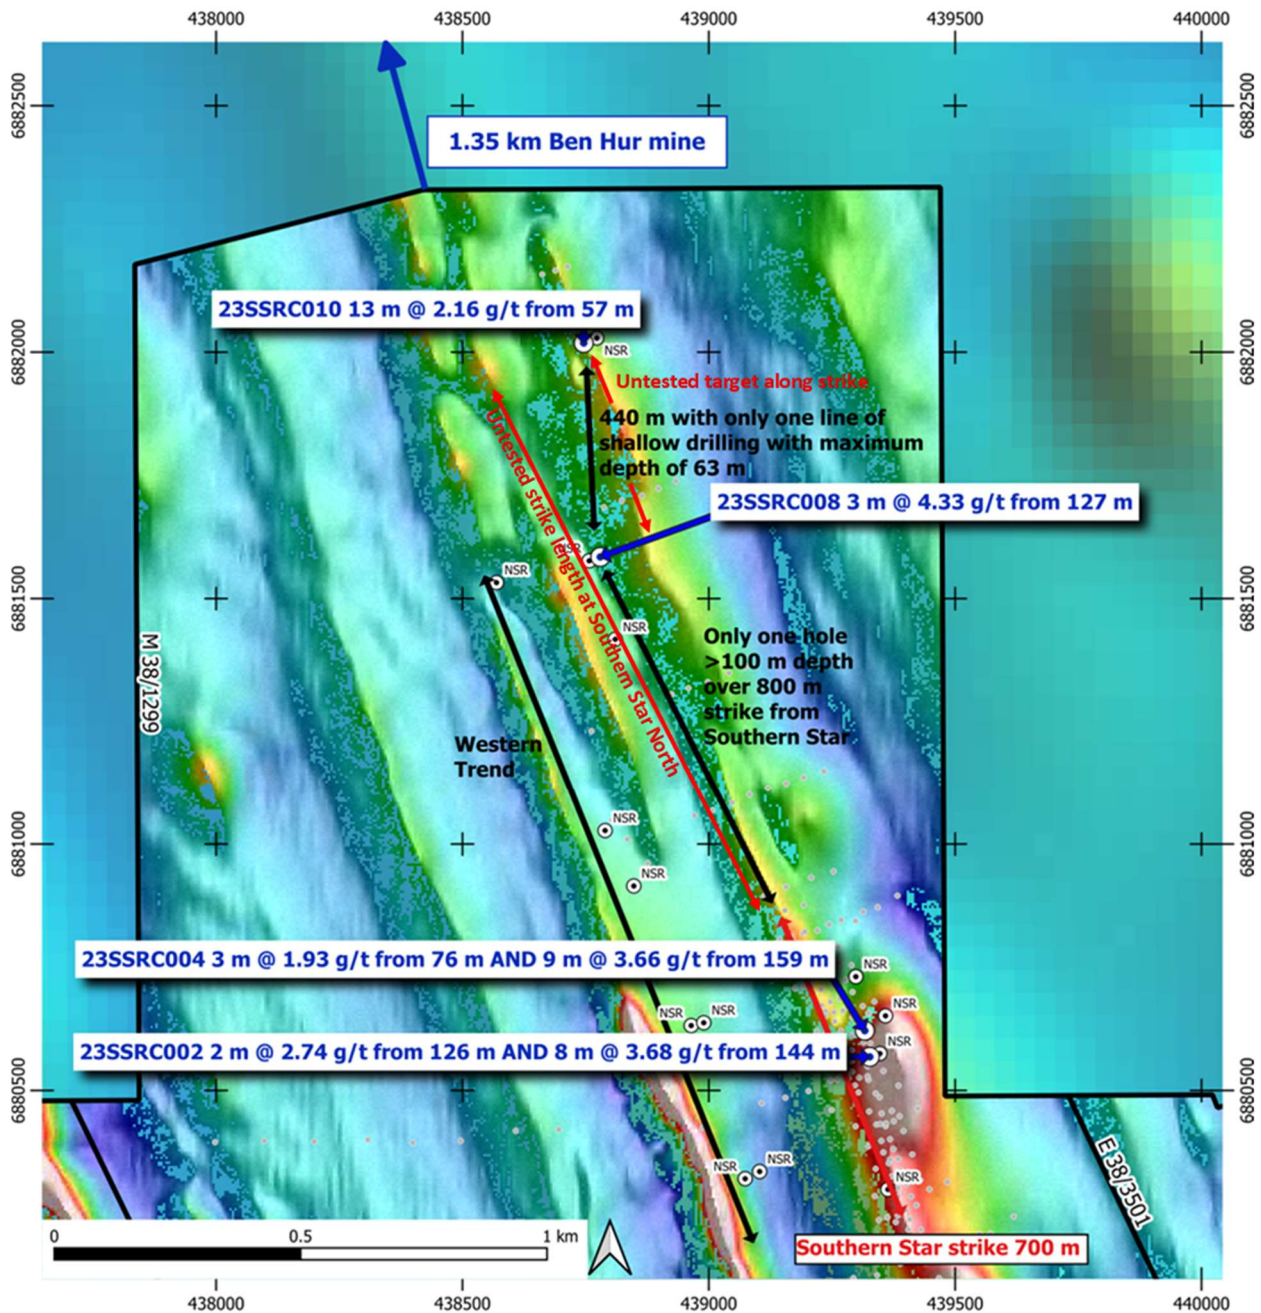 438000 438500 439000 439500 440000
6882500 6882500
1.35 km Ben Hur mine
23SSRC010 13 m @ 2.16 g/t from 57 m
6882000 6882000
NSR
Untested target along strike
440 m with only one line of
shallow drilling with maximum
depth of 63 m
23SSRC008 3 m @ 4.33 g/t from 127 m
Untested strike length at Southern Star North
NSR
NSR
6881500 6881500
NSR
Only one hole
>100 m depth
over 800 m
strike from
Southern Star
M 38/1299
Western
Trend
NSR
6881000 6881000
NSR
23SSRC004 3 m @ 1.93 g/t from 76 m AND 9 m @ 3.66 g/t from 159 m
NSR
NSR NSR NSR
NSR
23SSRC002 2 m @ 2.74 g/t from 126 m AND 8 m @ 3.68 g/t from 144 m
6880500 6880500
E 38/3501
NSR NSR NSR
0 0.5 1 km
Southern Star strike 700 m
438000 438500 439000 439500 440000